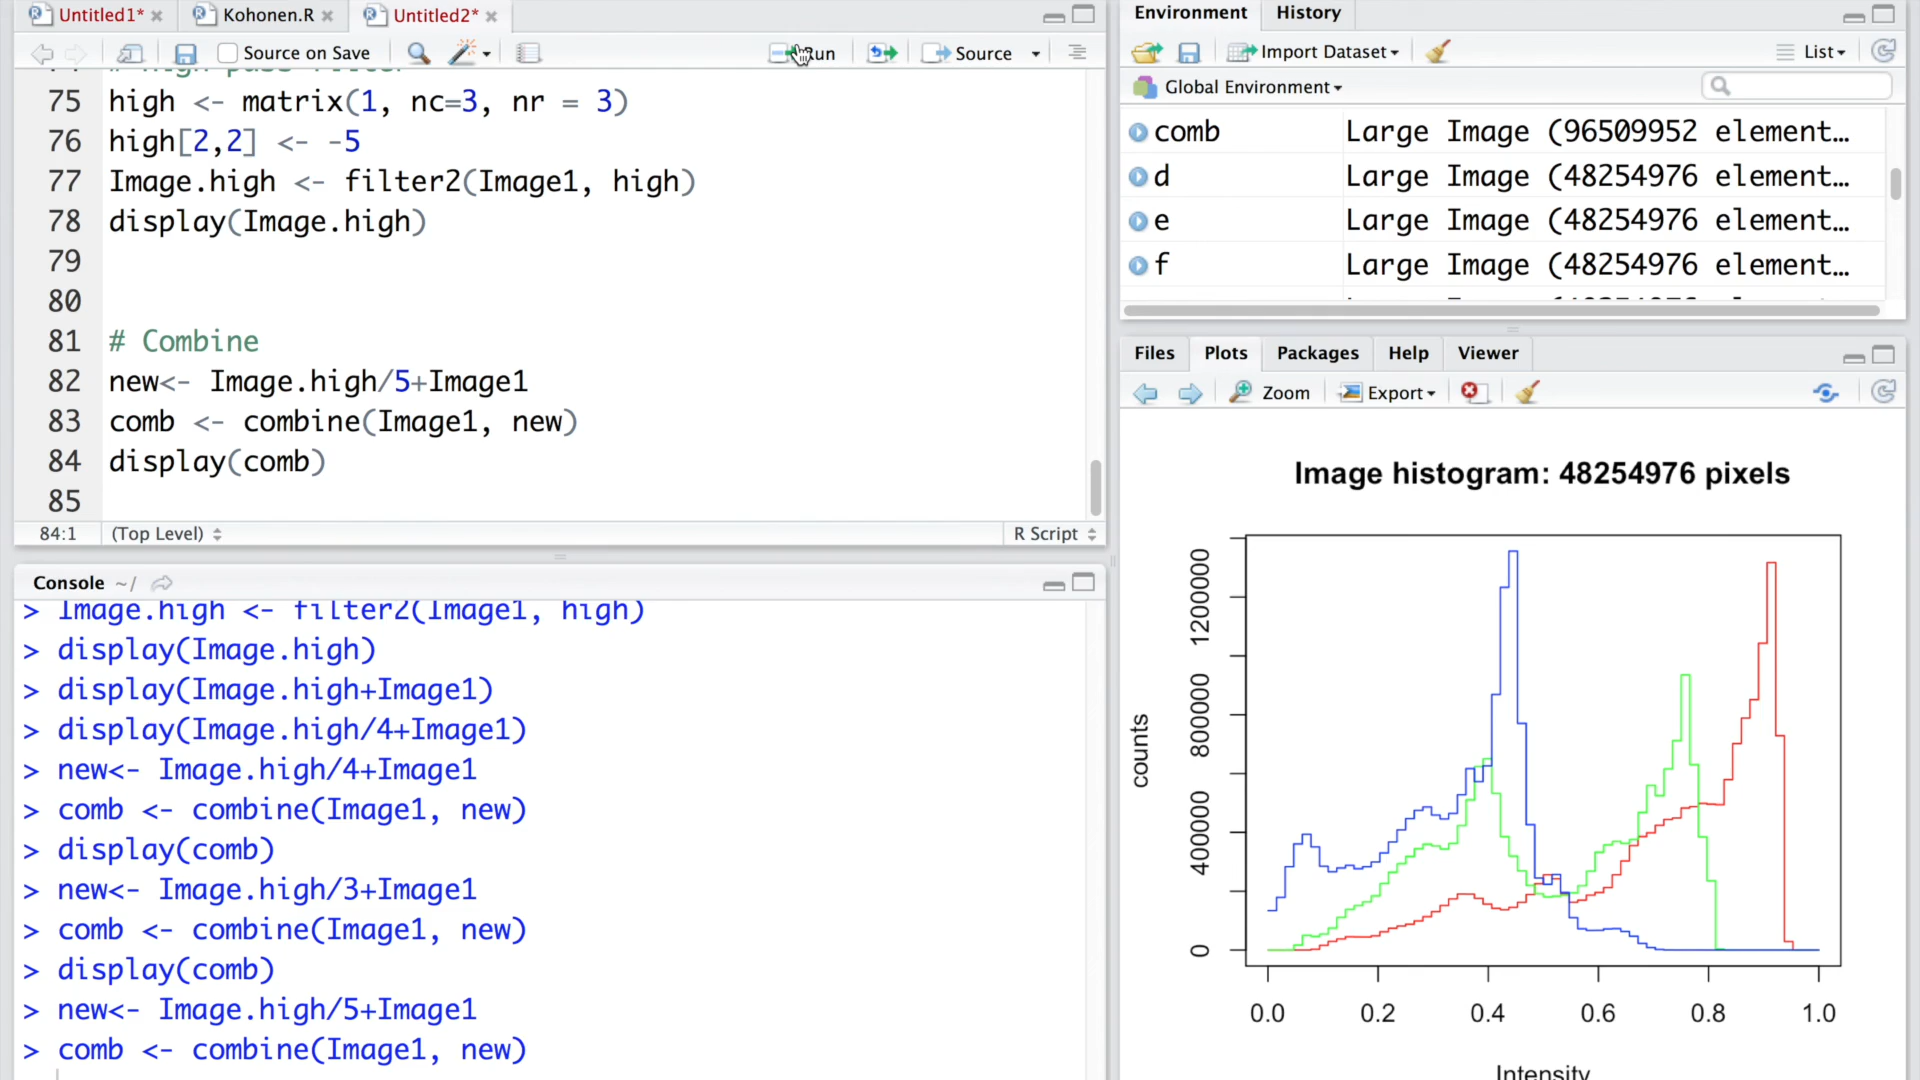 Untitled1* Kohonen.R Untitled2*
Source on Save Run Source
# High pass filter
75 high <- matrix(1, nc=3, nr = 3)
76 high[2,2] <- -5
77 Image.high <- filter2(Image1, high)
78 display(Image.high)
79
80
81 # Combine
82 new<- Image.high/5+Image1
83 comb <- combine(Image1, new)
84 display(comb)
85
84:1 (Top Level) R Script
Console ~/
> Image.high <- filter2(Image1, high)
> display(Image.high)
> display(Image.high+Image1)
> display(Image.high/4+Image1)
> new<- Image.high/4+Image1
> comb <- combine(Image1, new)
> display(comb)
> new<- Image.high/3+Image1
> comb <- combine(Image1, new)
> display(comb)
> new<- Image.high/5+Image1
> comb <- combine(Image1, new)
Environment History
Import Dataset List
Global Environment
comb Large Image (96509952 element…
d Large Image (48254976 element…
e Large Image (48254976 element…
f Large Image (48254976 element…
Files Plots Packages Help Viewer
Zoom Export
Image histogram: 48254976 pixels
counts
1200000
800000
400000
0
0.0 0.2 0.4 0.6 0.8 1.0
Intensity